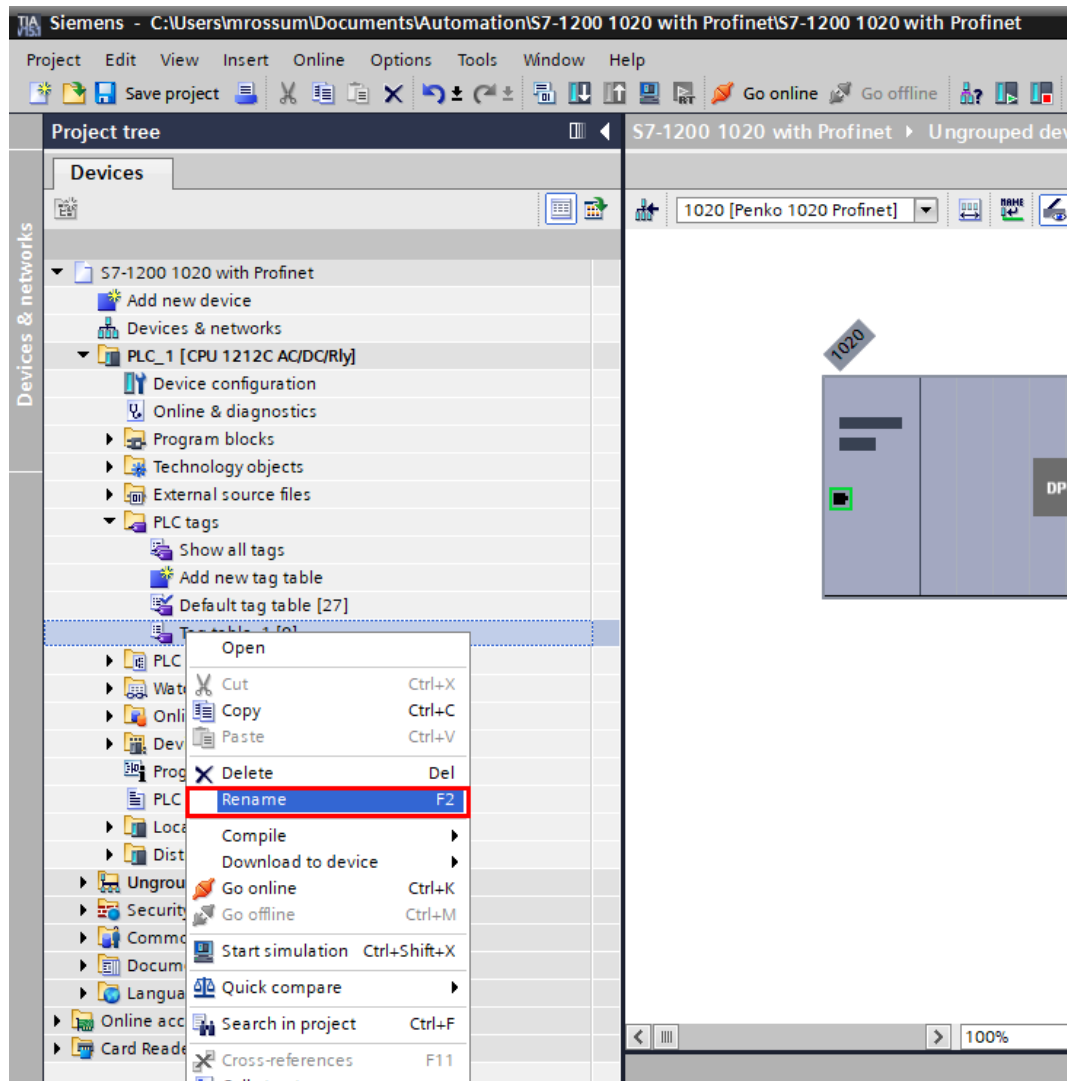 Siemens - C:\Users\mrossum\Documents\Automation\S7-1200 1020 with Profinet\S7-1200 1020 with Profinet
Project Edit View Insert Online Options Tools Window Help
Save project Go online Go offline
Project tree
S7-1200 1020 with Profinet Ungrouped dev
Devices
1020 [Penko 1020 Profinet]
Devices & networks
S7-1200 1020 with Profinet
Add new device
Devices & networks
PLC_1 [CPU 1212C AC/DC/Rly]
Device configuration
Online & diagnostics
Program blocks
Technology objects
External source files
PLC tags
Show all tags
Add new tag table
Default tag table [27]
1020
DP
Open
PLC
Cut Ctrl+X
Wat
Copy Ctrl+C
Onli
Paste Ctrl+V
Dev
Delete Del
Prog
Rename F2
PLC
Compile
Loca
Download to device
Dist
Go online Ctrl+K
Ungrou
Go offline Ctrl+M
Security
Start simulation Ctrl+Shift+X
Commo
Docum
Quick compare
Langua
Search in project Ctrl+F
Online acc
Card Reade
Cross-references F11
100%